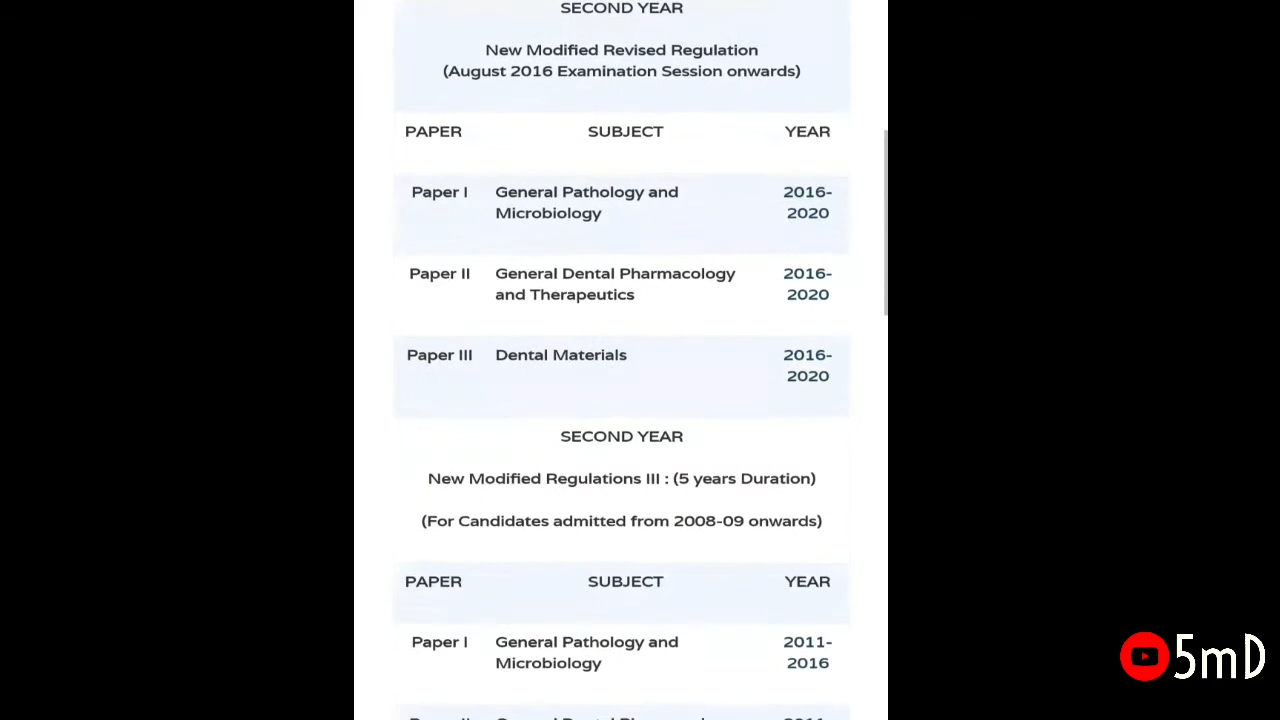 SECOND YEAR
New Modified Revised Regulation
(August 2016 Examination Session onwards)
PAPER SUBJECT YEAR
Paper I General Pathology and 2016-
Microbiology 2020
Paper II General Dental Pharmacology 2016-
and Therapeutics 2020
Paper III Dental Materials 2016-
2020
SECOND YEAR
New Modified Regulations III : (5 years Duration)
(For Candidates admitted from 2008-09 onwards)
PAPER SUBJECT YEAR
Paper I General Pathology and 2011-
Microbiology 2016
5mD